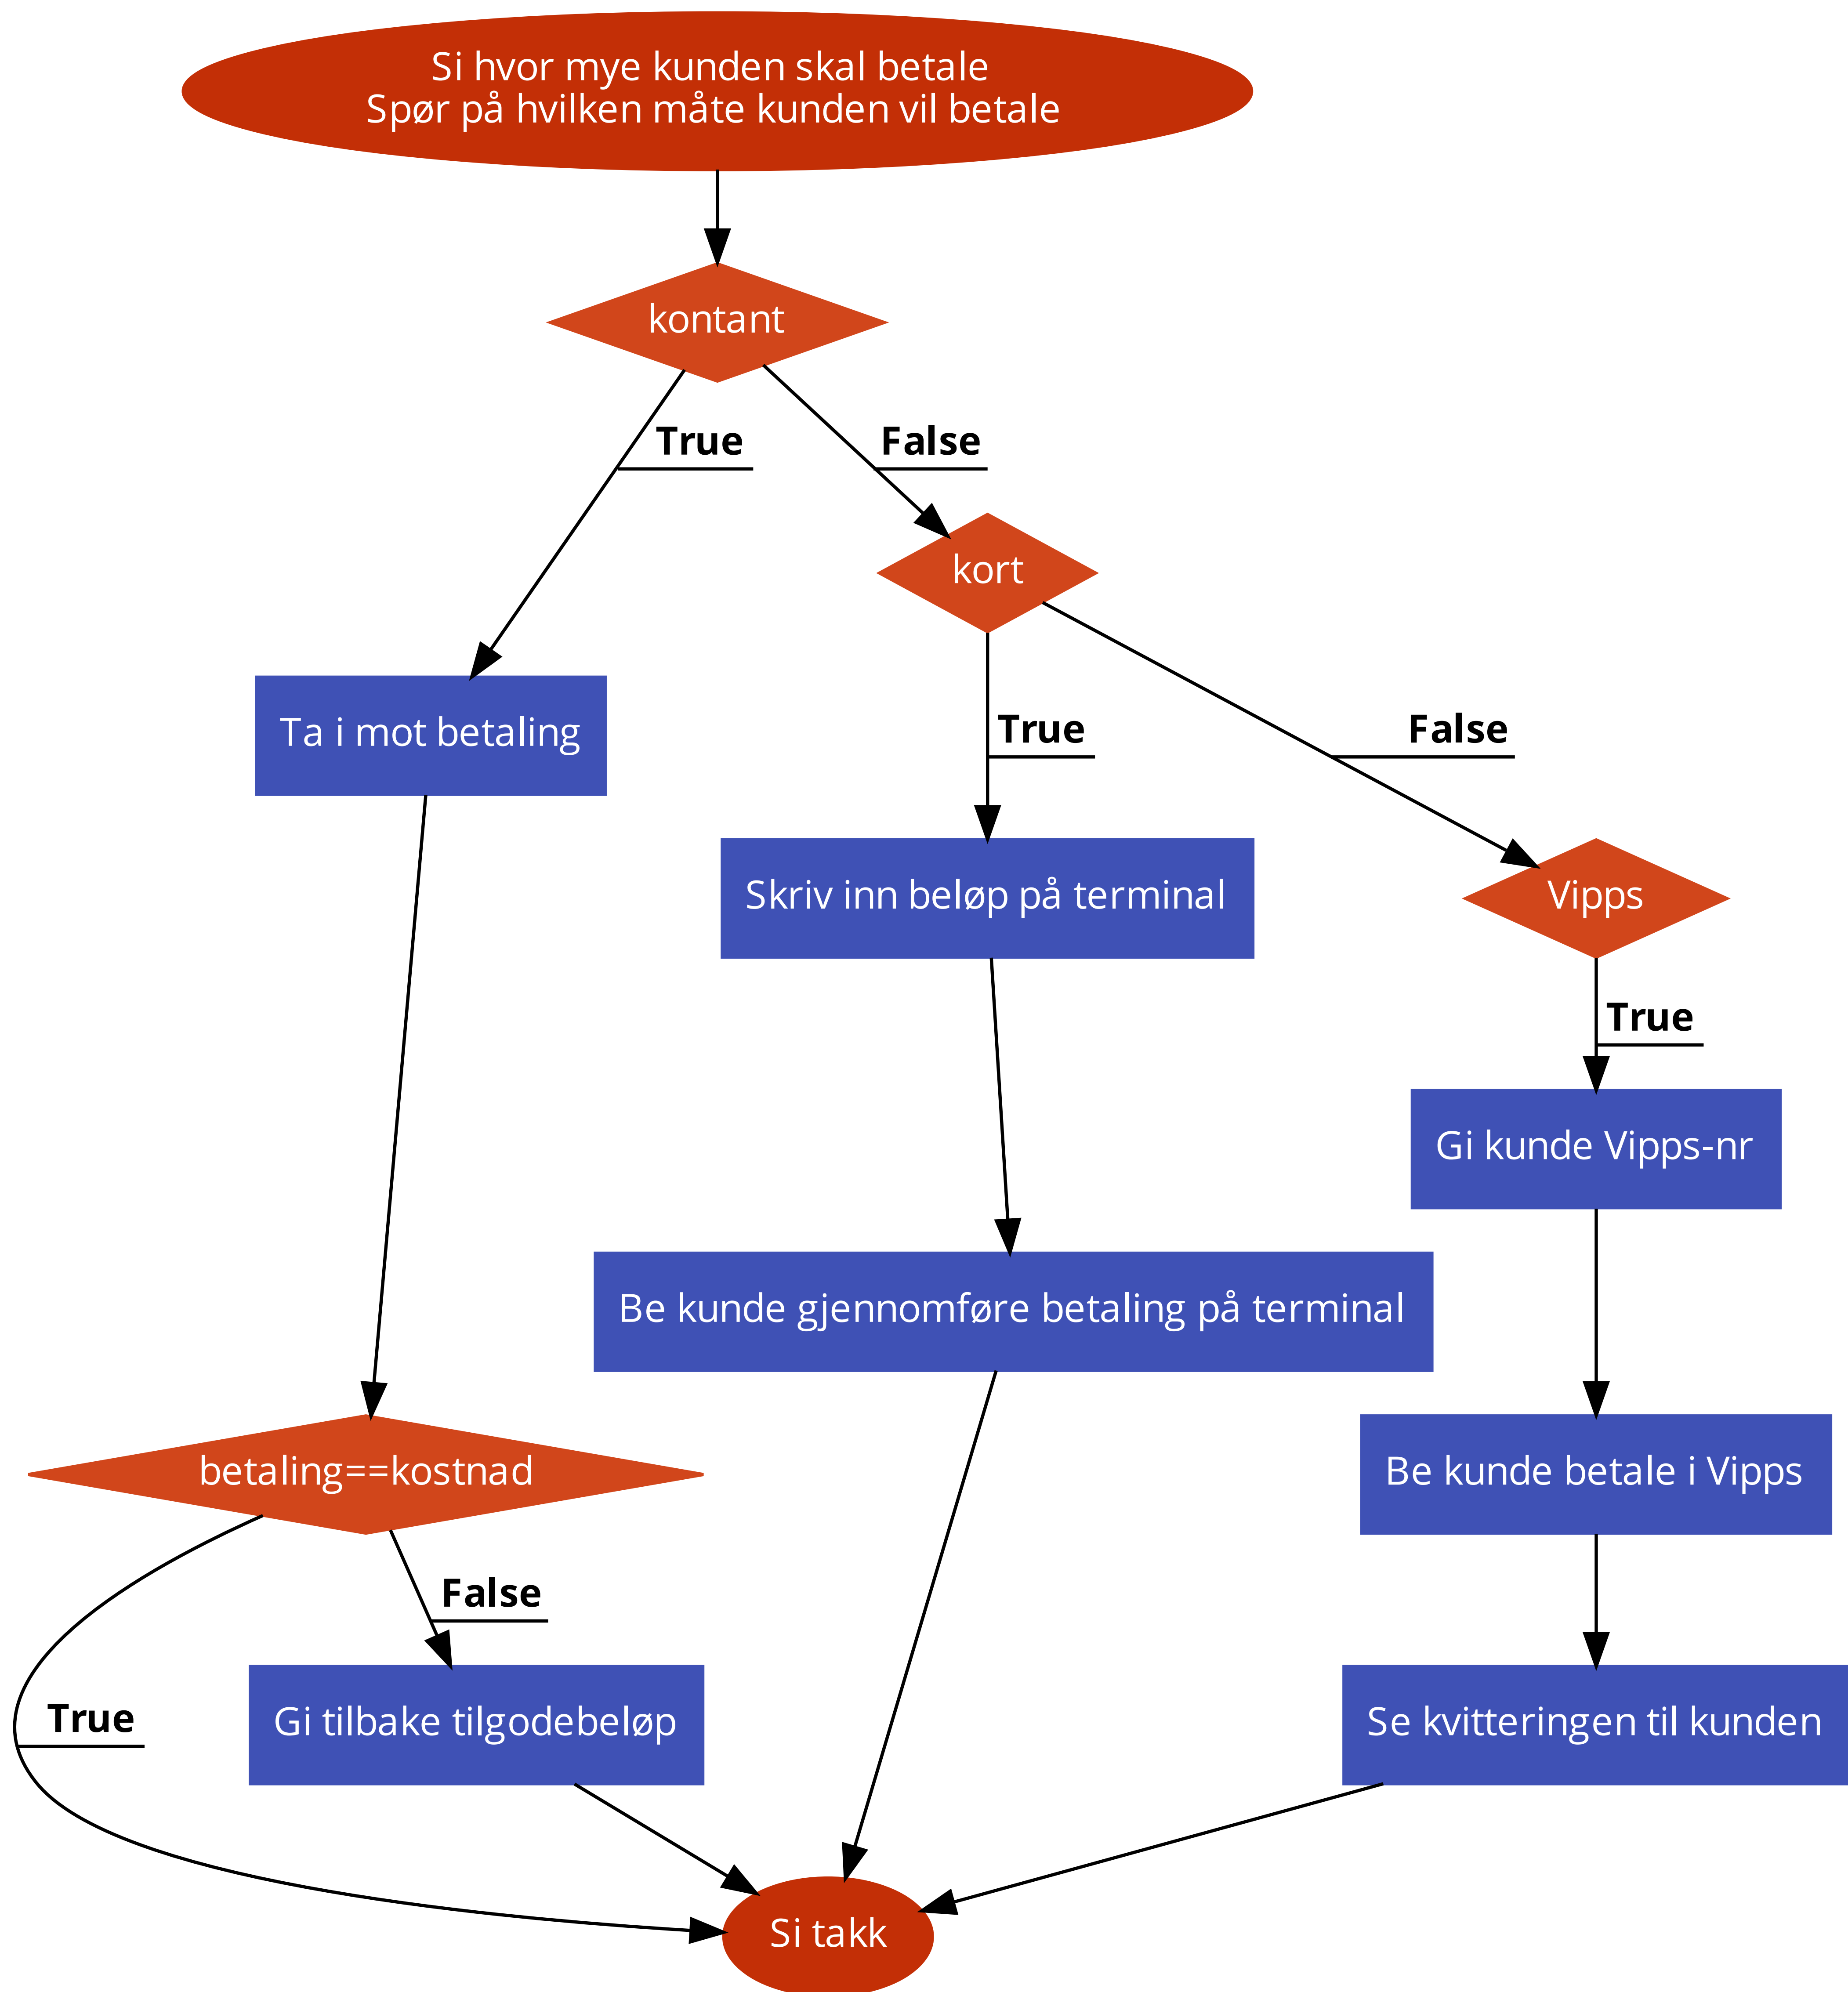 Si hvor mye kunden skal betale
Spør på hvilken måte kunden vil betale
kontant
True
False
kort
Ta i mot betaling
True
False
Skriv inn beløp på terminal
Vipps
True
Gi kunde Vipps-nr
Be kunde gjennomføre betaling på terminal
betaling==kostnad
Be kunde betale i Vipps
False
True
Gi tilbake tilgodebeløp
Se kvitteringen til kunden
Si takk